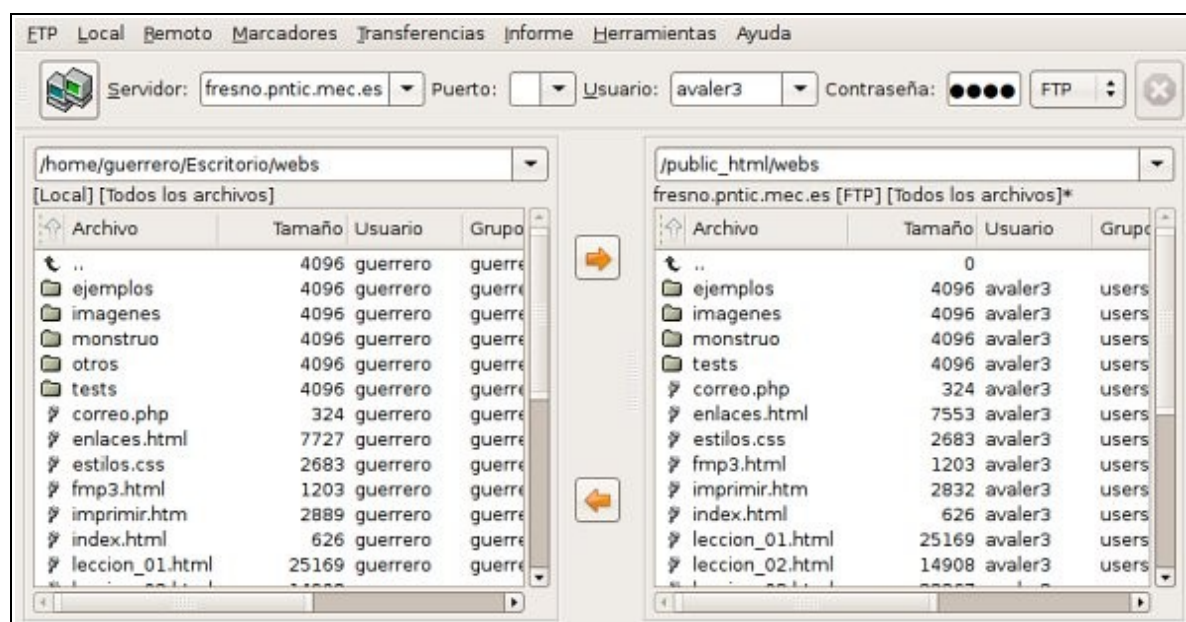 FTP Local Remoto Marcadores Transferencias Informe Herramientas Ayuda
Servidor: fresno.pntic.mec.es Puerto: Usuario: avaler3 Contraseña: ●●●● FTP
/home/guerrero/Escritorio/webs
[Local] [Todos los archivos]
Archivo Tamaño Usuario Grupo
.. 4096 guerrero guerre
ejemplos 4096 guerrero guerre
imagenes 4096 guerrero guerre
monstruo 4096 guerrero guerre
otros 4096 guerrero guerre
tests 4096 guerrero guerre
correo.php 324 guerrero guerre
enlaces.html 7727 guerrero guerre
estilos.css 2683 guerrero guerre
fmp3.html 1203 guerrero guerre
imprimir.htm 2889 guerrero guerre
index.html 626 guerrero guerre
leccion_01.html 25169 guerrero guerre
/public_html/webs
fresno.pntic.mec.es [FTP] [Todos los archivos]*
Archivo Tamaño Usuario Grupo
.. 0
ejemplos 4096 avaler3 users
imagenes 4096 avaler3 users
monstruo 4096 avaler3 users
tests 4096 avaler3 users
correo.php 324 avaler3 users
enlaces.html 7553 avaler3 users
estilos.css 2683 avaler3 users
fmp3.html 1203 avaler3 users
imprimir.htm 2832 avaler3 users
index.html 626 avaler3 users
leccion_01.html 25169 avaler3 users
leccion_02.html 14908 avaler3 users